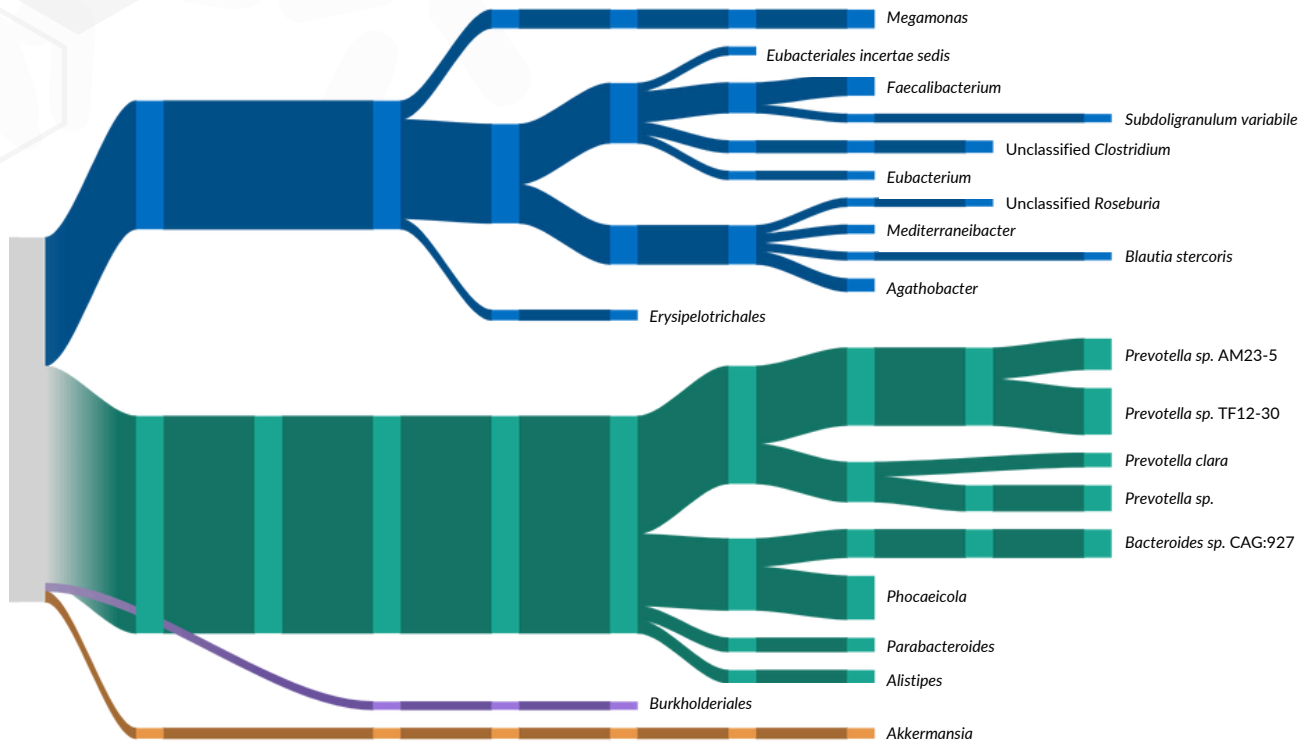 Megamonas
Eubacteriales incertae sedis
Faecalibacterium
Subdoligranulum variabile
Unclassified Clostridium
Eubacterium
Unclassified Roseburia
Mediterraneibacter
Blautia stercoris
Agathobacter
Erysipelotrichales
Prevotella sp. AM23-5
Prevotella sp. TF12-30
Prevotella clara
Prevotella sp.
Bacteroides sp. CAG:927
Phocaeicola
Parabacteroides
Alistipes
Burkholderiales
Akkermansia